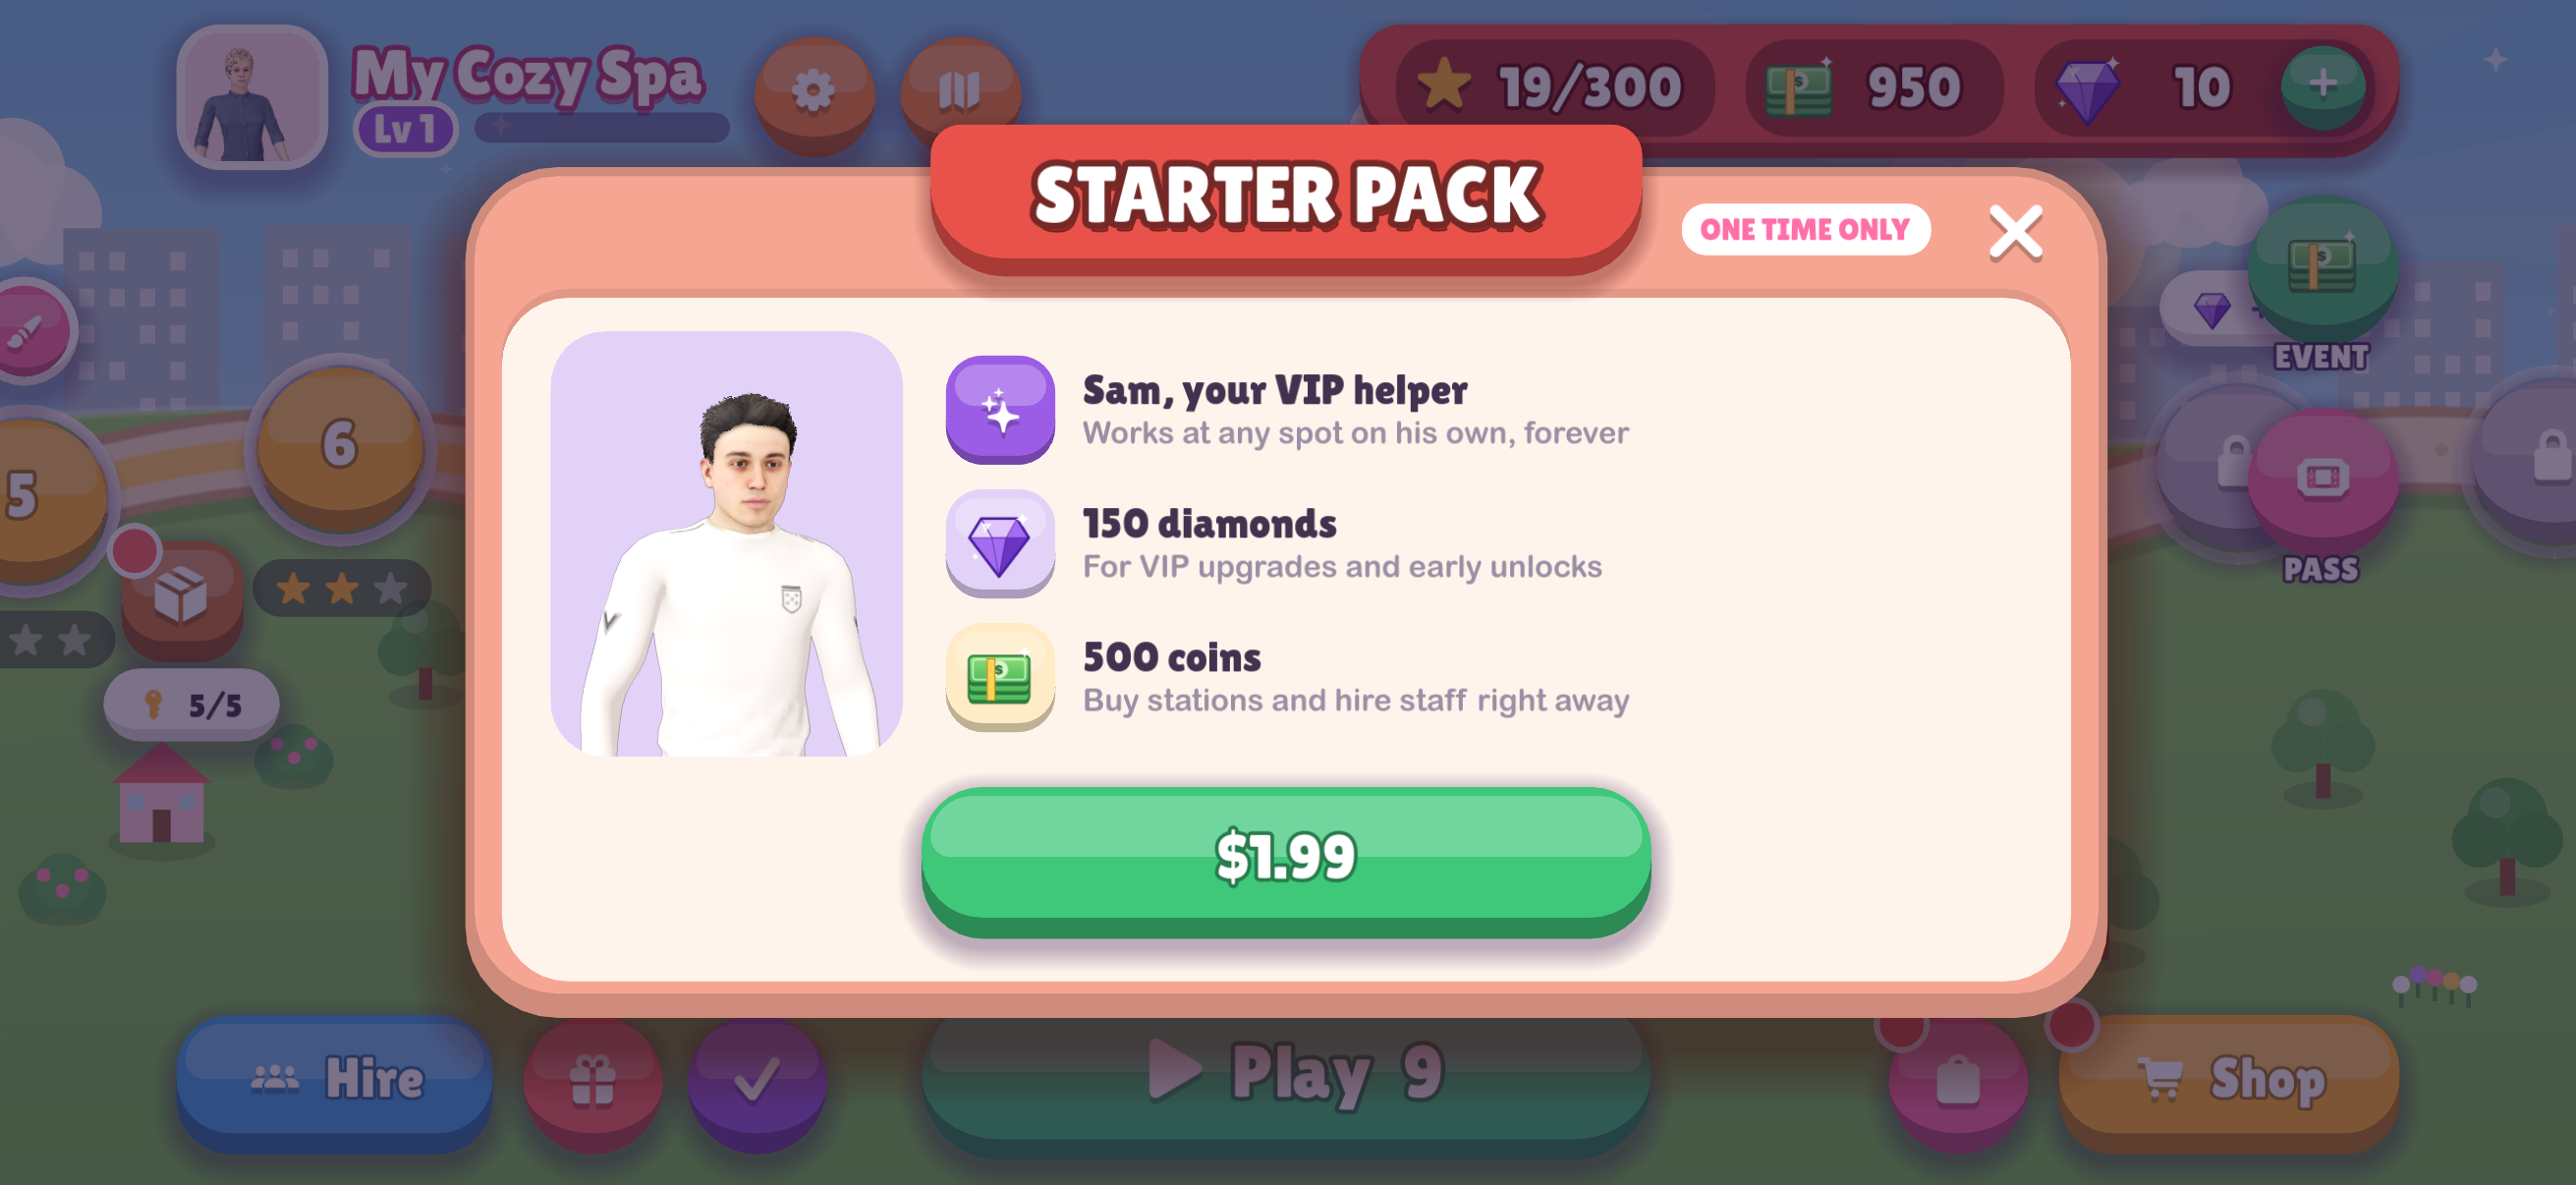 My Cozy Spa
Lv 1
19/300
950
10
STARTER PACK
ONE TIME ONLY
Sam, your VIP helper
Works at any spot on his own, forever
150 diamonds
For VIP upgrades and early unlocks
500 coins
Buy stations and hire staff right away
$1.99
5
6
5/5
EVENT
PASS
Hire
Play 9
Shop